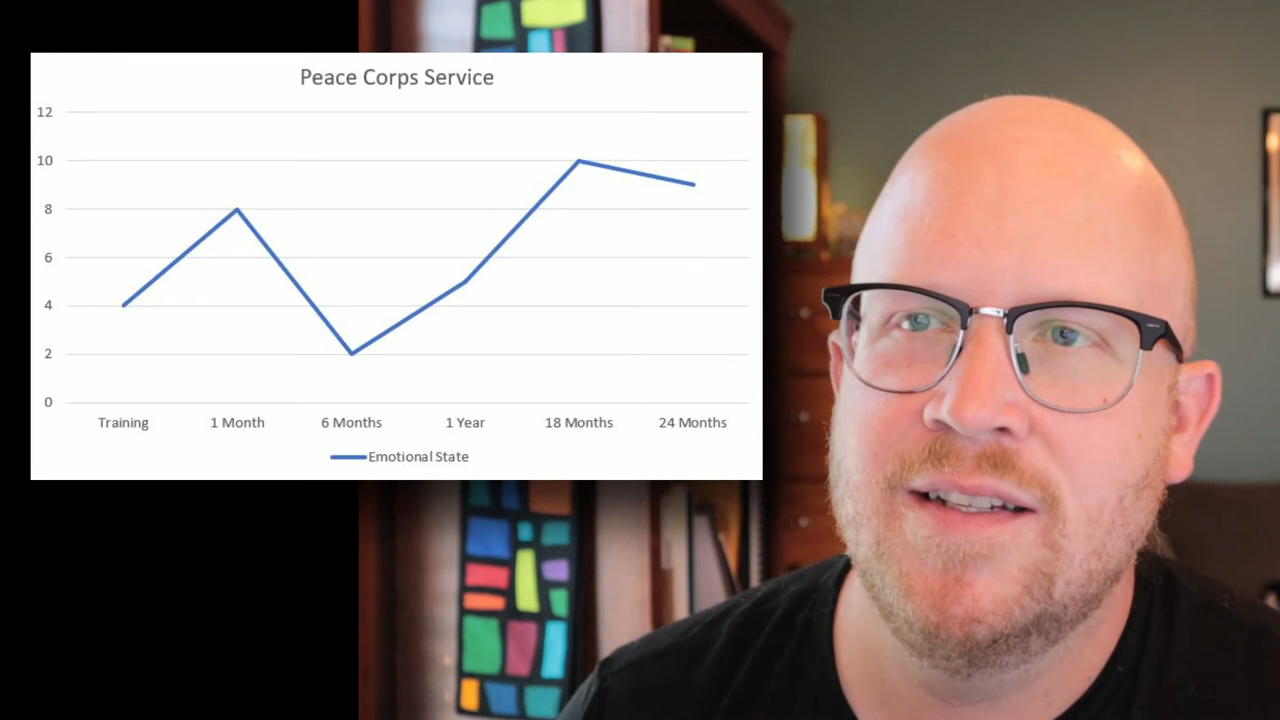 Peace Corps Service
12
10
8
6
4
2
0
Training 1 Month 6 Months 1 Year 18 Months 24 Months
Emotional State